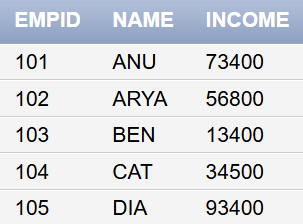 EMPID NAME INCOME
101 ANU 73400
102 ARYA 56800
103 BEN 13400
104 CAT 34500
105 DIA 93400